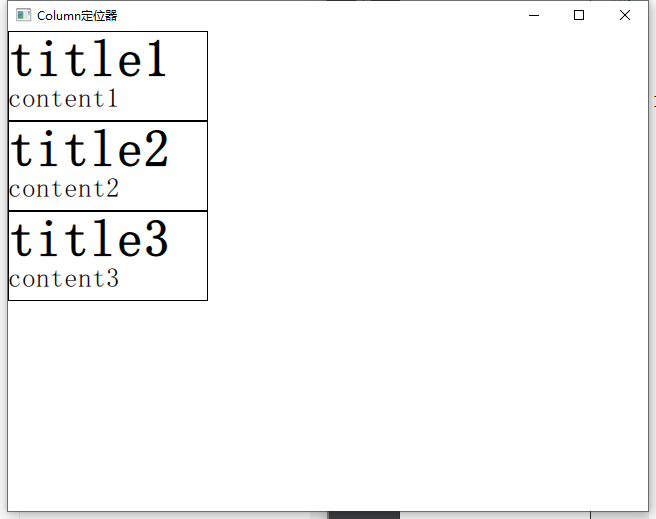 Column定位器
title1
content1
title2
content2
title3
content3